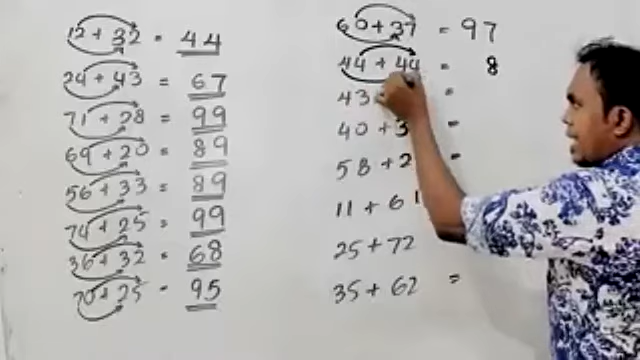 12 + 32 = 44
24 + 43 = 67
71 + 28 = 99
69 + 20 = 89
56 + 33 = 89
74 + 25 = 99
36 + 32 = 68
70 + 25 = 95
60 + 37 = 97
44 + 44 = 8
43 =
40 + 3 =
58 + 2 =
11 + 61
25 + 72
35 + 62 =